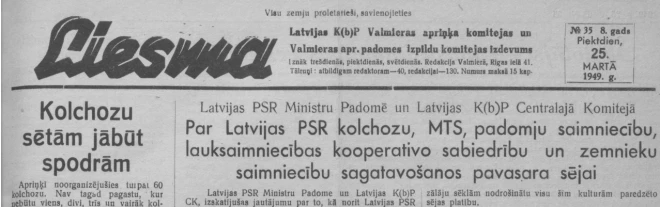 Visu zemju proletarieši, savienojieties
Liesma
Latvijas K(b)P Valmieras apriņķa komitejas un
Valmieras apr. padomes izpildu komitejas izdevums
Iznāk trešdienās, piektdienās, svētdienās. Redakcija Valmierā, Rīgas ielā 41.
Tālruņi: atbildīgam redaktoram—40, redakcijai—130. Numurs maksā 15 kap.
№ 35 8. gads
Piektdien,
25.
MARTĀ
1949. g.
Kolchozu
sētām jābūt
spodrām
Apriņķī noorganizējušies turpat 60
kolchozu. Nav tagad pagastu, kur
nebūtu viens, divi, trīs un vairāk kol-
Latvijas PSR Ministru Padomē un Latvijas K(b)P Centralajā Komitejā
Par Latvijas PSR kolchozu, MTS, padomju saimniecību,
lauksaimniecības kooperativo sabiedrību un zemnieku
saimniecību sagatavošanos pavasara sējai
Latvijas PSR Ministru Padome un Latvijas K(b)P
CK, izskatījušas jautājumu par to, kā norit Latvijas PSR
zālāju sēklām nodrošinātu visu šīm kulturām paredzēto
sējas platību.